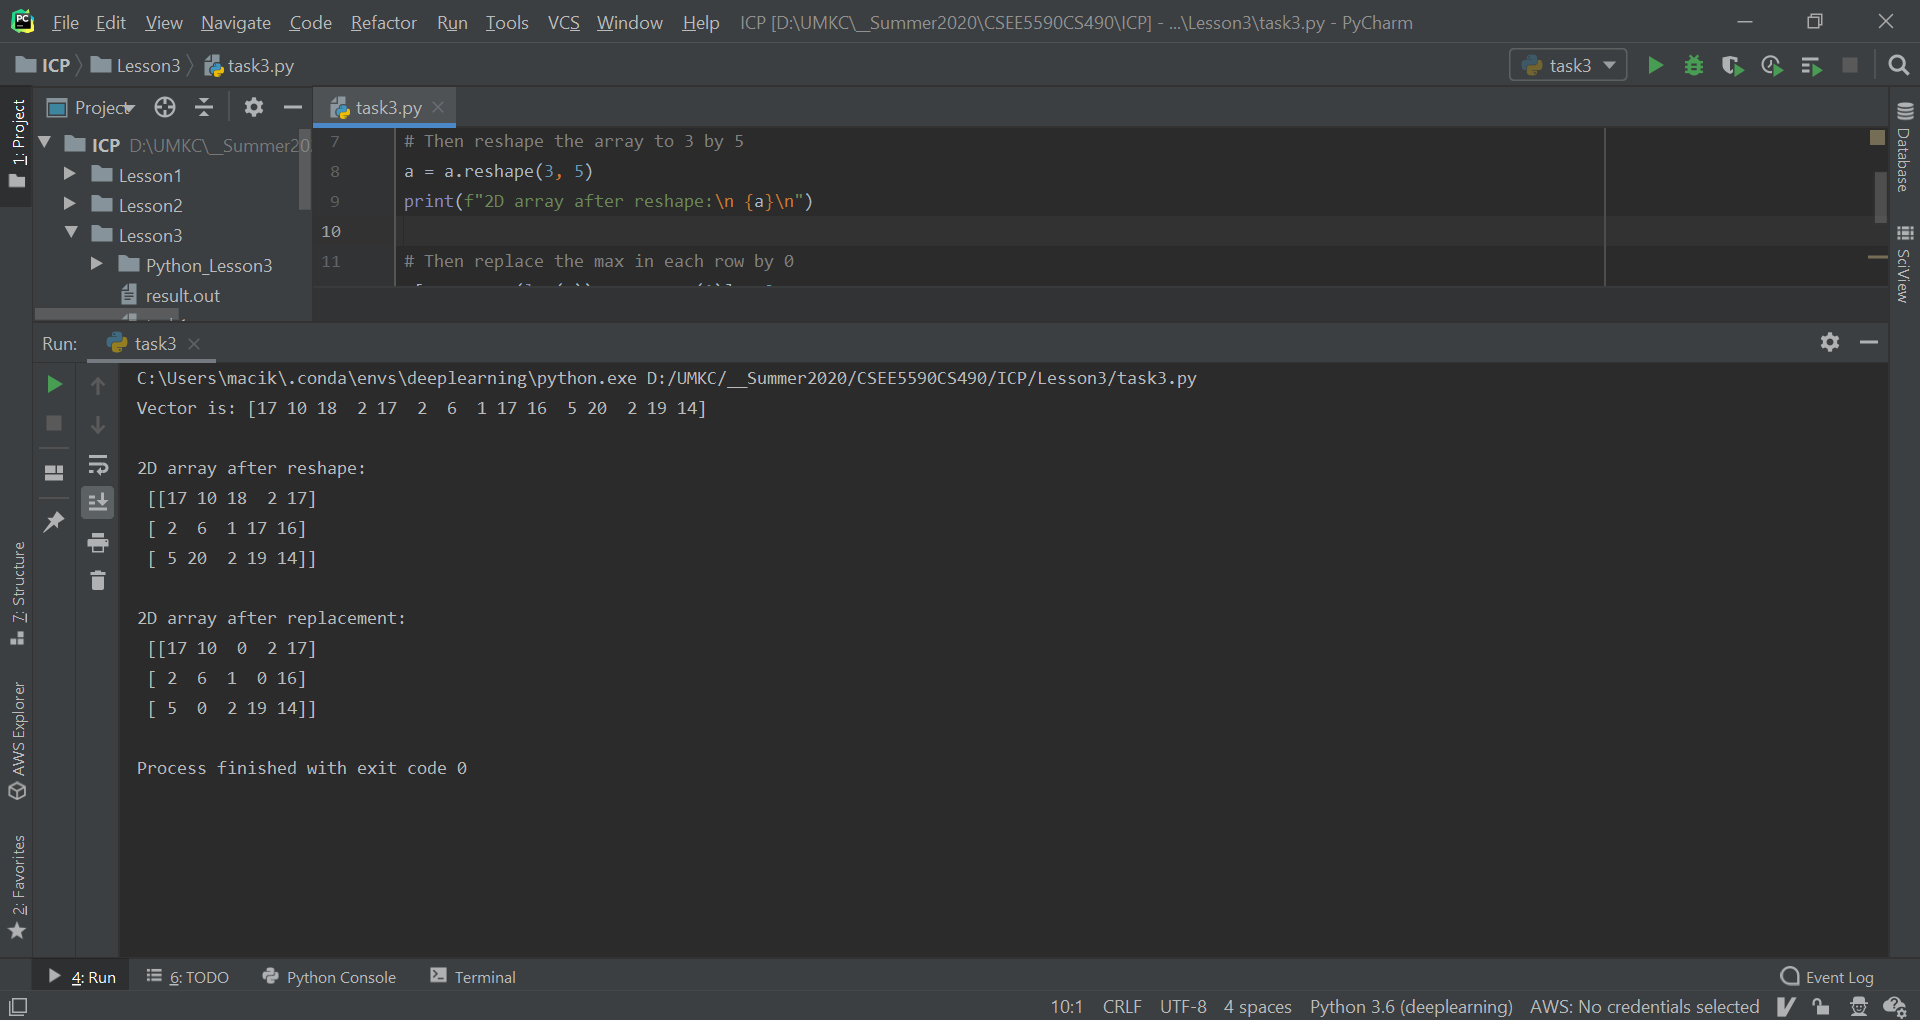 PC File Edit View Navigate Code Refactor Run Tools VCS Window Help ICP [D:\UMKC\__Summer2020\CSEE5590CS490\ICP] - ...\Lesson3\task3.py - PyCharm
ICP Lesson3 task3.py task3
Project task3.py
ICP D:\UMKC\__Summer20
Lesson1
Lesson2
Lesson3
Python_Lesson3
result.out
7 # Then reshape the array to 3 by 5
8 a = a.reshape(3, 5)
9 print(f"2D array after reshape:\n {a}\n")
10
11 # Then replace the max in each row by 0
Run: task3
C:\Users\macik\.conda\envs\deeplearning\python.exe D:/UMKC/__Summer2020/CSEE5590CS490/ICP/Lesson3/task3.py
Vector is: [17 10 18  2 17  2  6  1 17 16  5 20  2 19 14]
2D array after reshape:
 [[17 10 18  2 17]
 [ 2  6  1 17 16]
 [ 5 20  2 19 14]]
2D array after replacement:
 [[17 10  0  2 17]
 [ 2  6  1  0 16]
 [ 5  0  2 19 14]]
Process finished with exit code 0
1: Project
7: Structure
AWS Explorer
2: Favorites
Database
SciView
4: Run 6: TODO Python Console Terminal Event Log
10:1 CRLF UTF-8 4 spaces Python 3.6 (deeplearning) AWS: No credentials selected